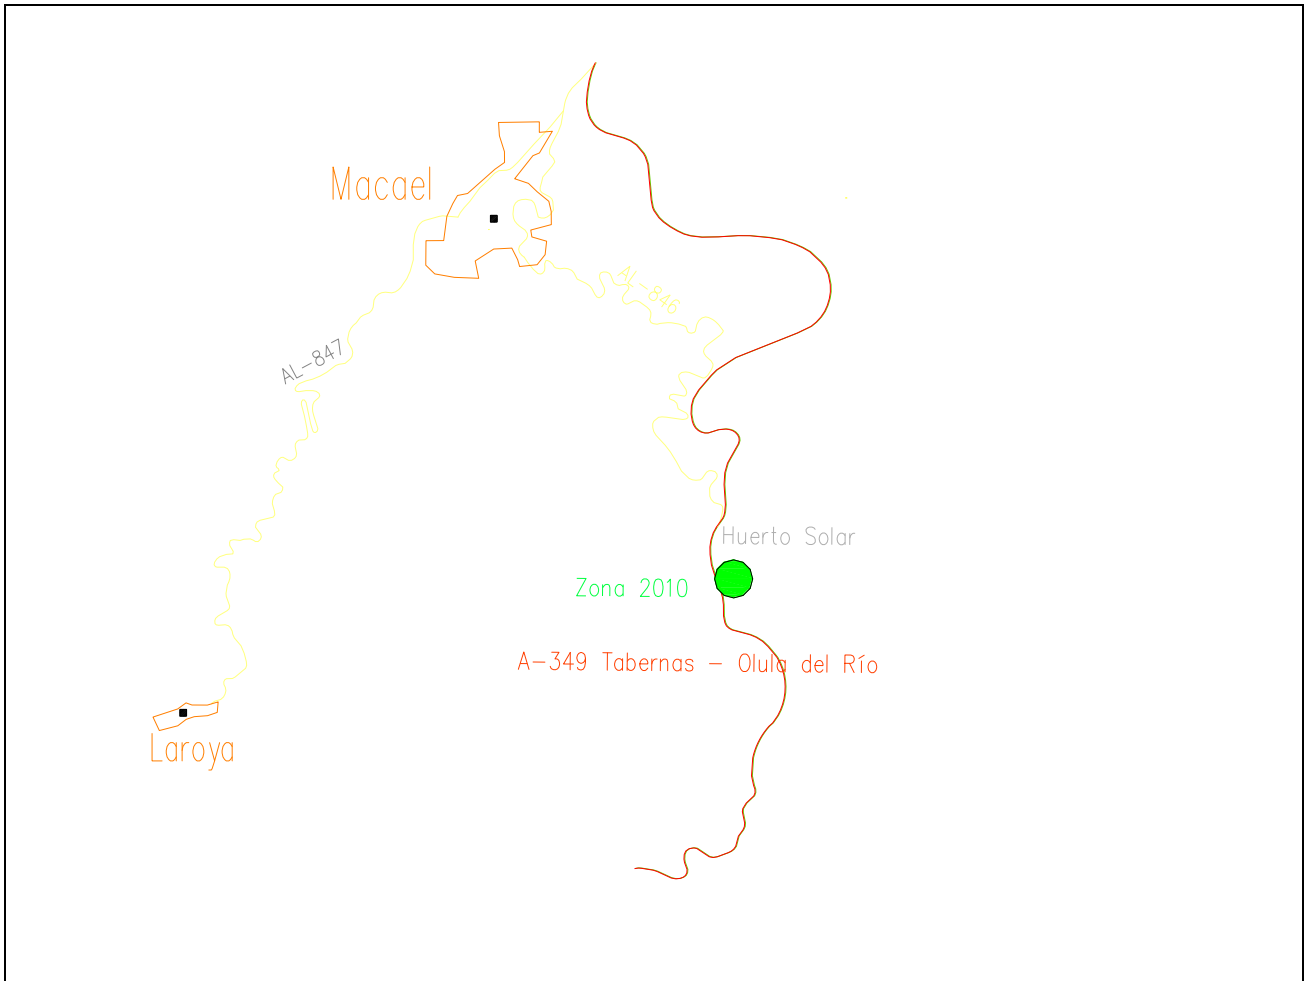 Macael
AL-846
AL-847
Huerto Solar
Zona 2010
A-349 Tabernas - Olula del Río
Laroya